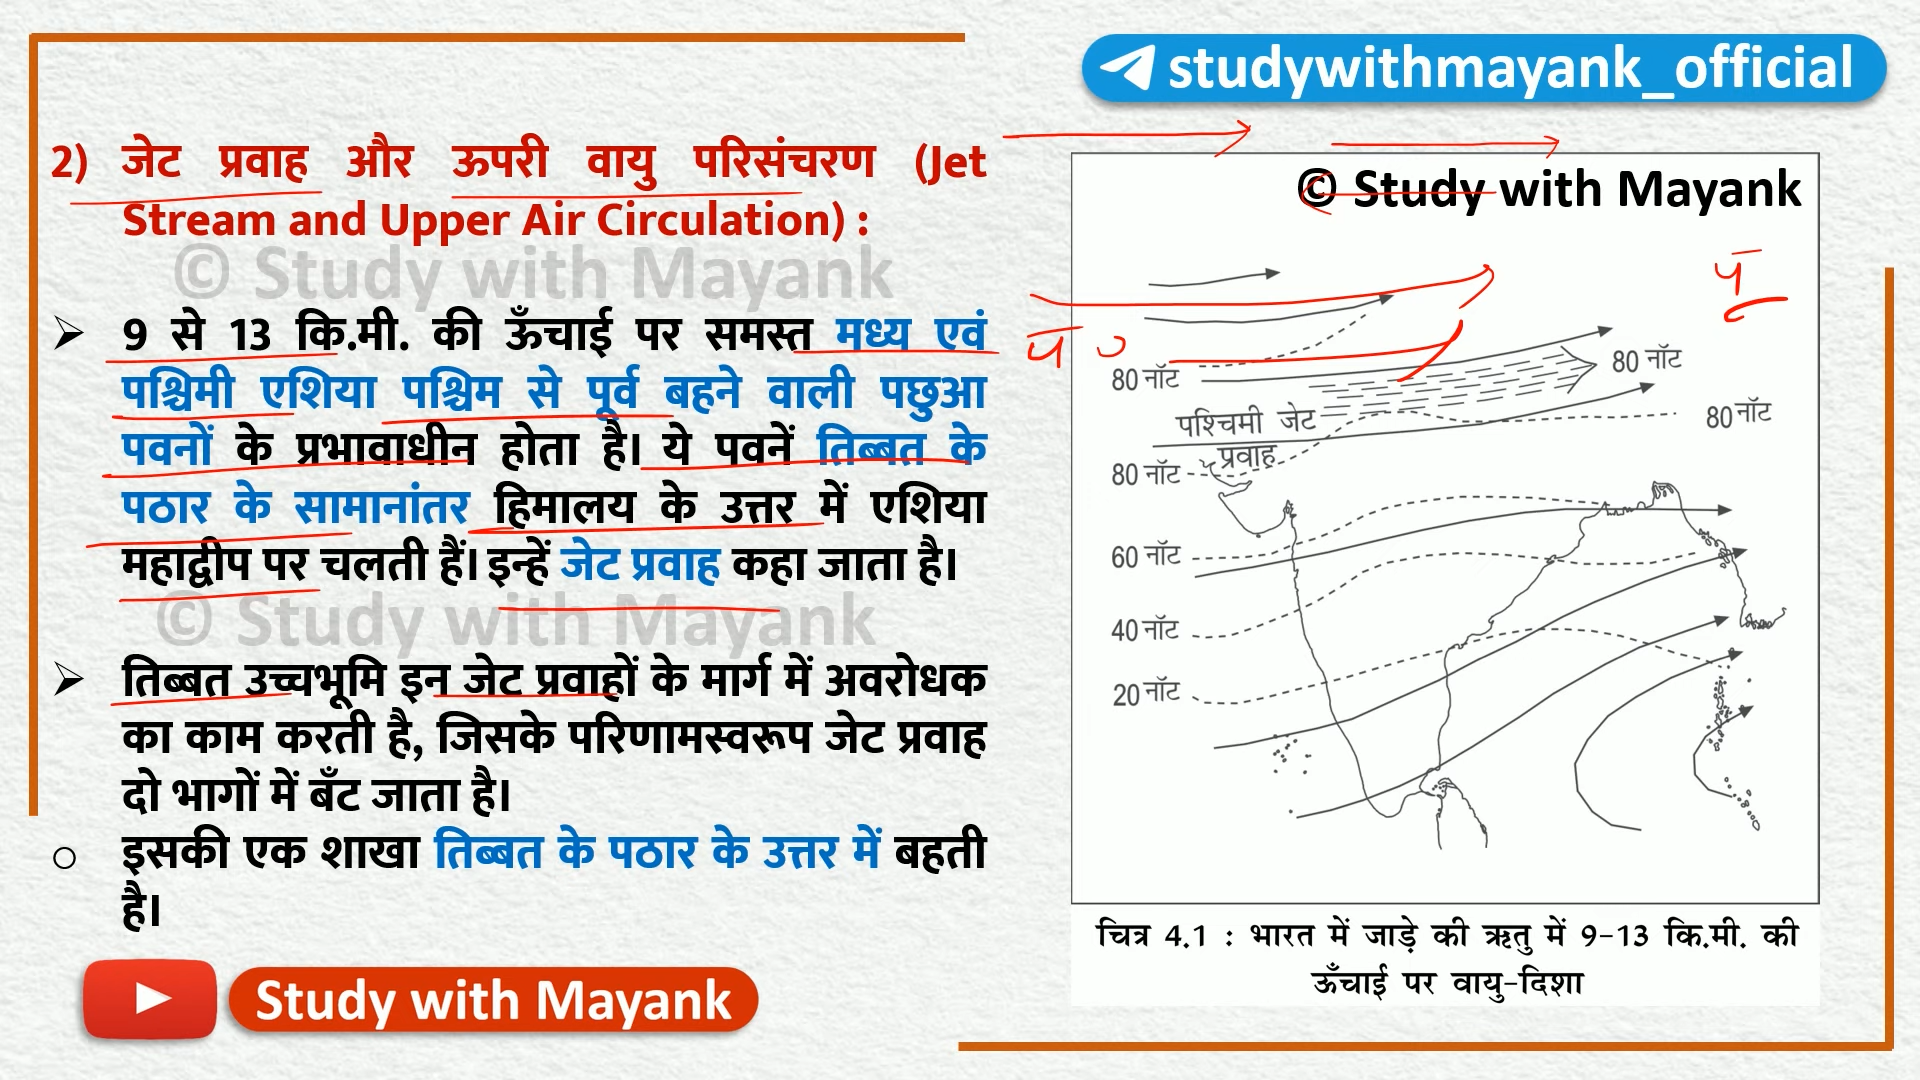 studywithmayank_official
2) जेट प्रवाह और ऊपरी वायु परिसंचरण (Jet
Stream and Upper Air Circulation) :
© Study with Mayank
➢ 9 से 13 कि.मी. की ऊँचाई पर समस्त मध्य एवं
पश्चिमी एशिया पश्चिम से पूर्व बहने वाली पछुआ
पवनों के प्रभावाधीन होता है। ये पवनें तिब्बत के
पठार के सामानांतर हिमालय के उत्तर में एशिया
महाद्वीप पर चलती हैं। इन्हें जेट प्रवाह कहा जाता है।
© Study with Mayank
➢ तिब्बत उच्चभूमि इन जेट प्रवाहों के मार्ग में अवरोधक
का काम करती है, जिसके परिणामस्वरूप जेट प्रवाह
दो भागों में बँट जाता है।
○ इसकी एक शाखा तिब्बत के पठार के उत्तर में बहती
है।
Study with Mayank
© Study with Mayank
80 नॉट
80 नॉट
80 नॉट
पश्चिमी जेट
प्रवाह
80 नॉट
60 नॉट
40 नॉट
20 नॉट
चित्र 4.1 : भारत में जाड़े की ऋतु में 9-13 कि.मी. की
ऊँचाई पर वायु-दिशा